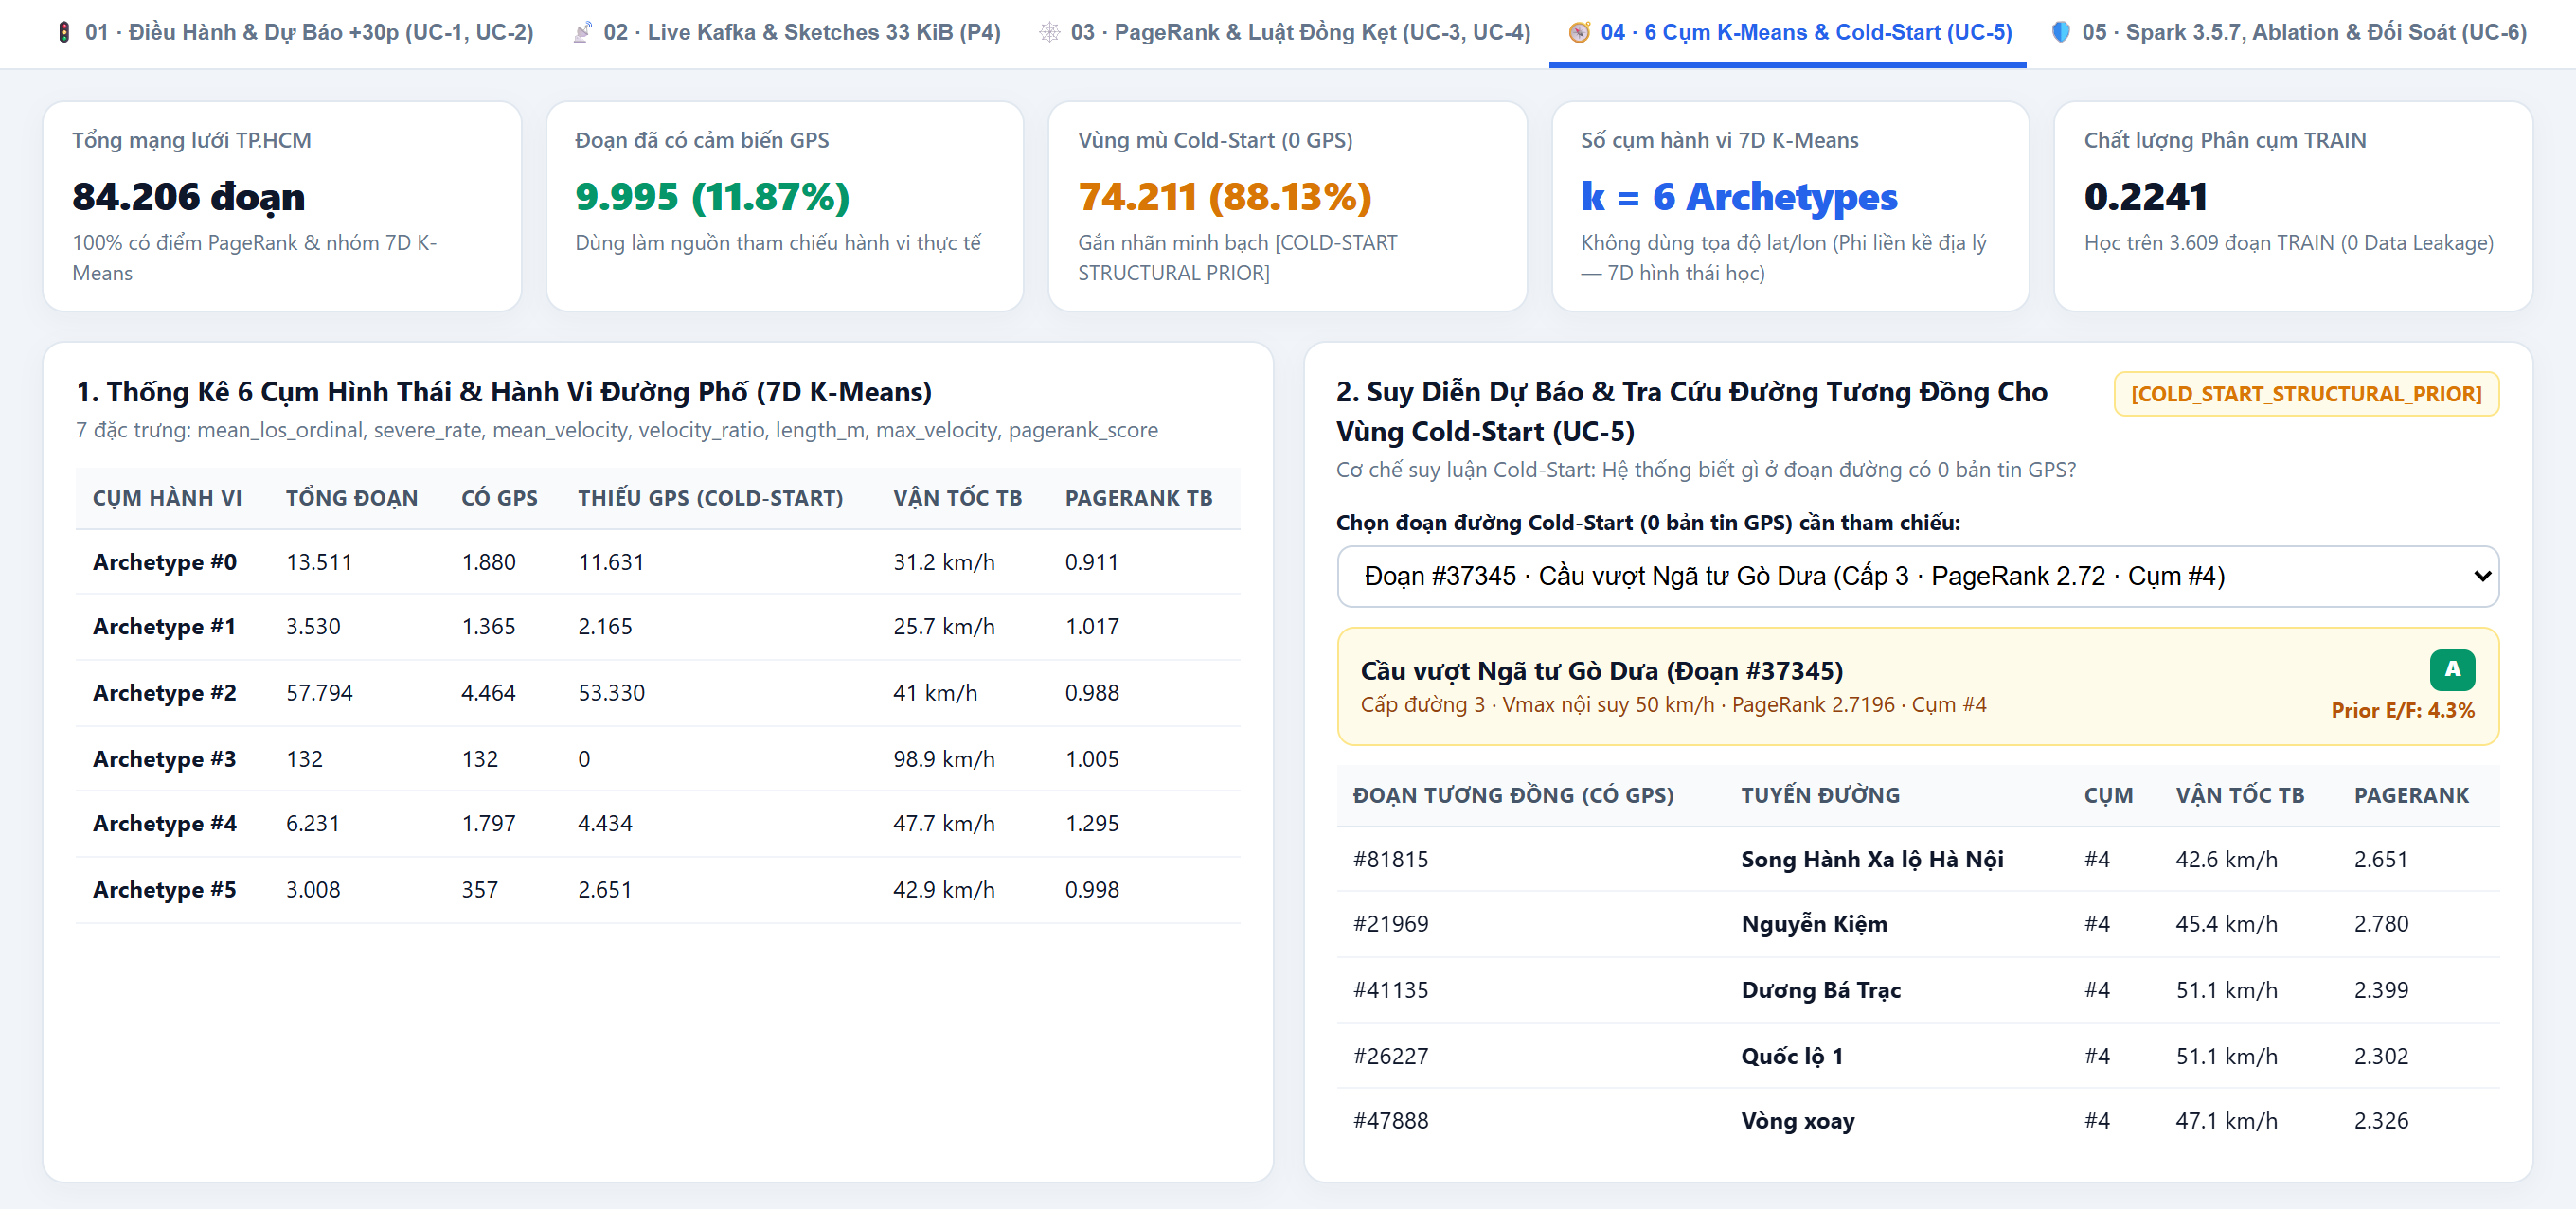 01 · Điều Hành & Dự Báo +30p (UC-1, UC-2)
02 · Live Kafka & Sketches 33 KiB (P4)
03 · PageRank & Luật Đồng Kẹt (UC-3, UC-4)
04 · 6 Cụm K-Means & Cold-Start (UC-5)
05 · Spark 3.5.7, Ablation & Đối Soát (UC-6)
Tổng mạng lưới TP.HCM
84.206 đoạn
100% có điểm PageRank & nhóm 7D K-
Means
Đoạn đã có cảm biến GPS
9.995 (11.87%)
Dùng làm nguồn tham chiếu hành vi thực tế
Vùng mù Cold-Start (0 GPS)
74.211 (88.13%)
Gắn nhãn minh bạch [COLD-START
STRUCTURAL PRIOR]
Số cụm hành vi 7D K-Means
k = 6 Archetypes
Không dùng tọa độ lat/lon (Phi liền kề địa lý
— 7D hình thái học)
Chất lượng Phân cụm TRAIN
0.2241
Học trên 3.609 đoạn TRAIN (0 Data Leakage)
1. Thống Kê 6 Cụm Hình Thái & Hành Vi Đường Phố (7D K-Means)
7 đặc trưng: mean_los_ordinal, severe_rate, mean_velocity, velocity_ratio, length_m, max_velocity, pagerank_score
CỤM HÀNH VI TỔNG ĐOẠN CÓ GPS THIẾU GPS (COLD-START) VẬN TỐC TB PAGERANK TB
Archetype #0 13.511 1.880 11.631 31.2 km/h 0.911
Archetype #1 3.530 1.365 2.165 25.7 km/h 1.017
Archetype #2 57.794 4.464 53.330 41 km/h 0.988
Archetype #3 132 132 0 98.9 km/h 1.005
Archetype #4 6.231 1.797 4.434 47.7 km/h 1.295
Archetype #5 3.008 357 2.651 42.9 km/h 0.998
2. Suy Diễn Dự Báo & Tra Cứu Đường Tương Đồng Cho
Vùng Cold-Start (UC-5)
[COLD_START_STRUCTURAL_PRIOR]
Cơ chế suy luận Cold-Start: Hệ thống biết gì ở đoạn đường có 0 bản tin GPS?
Chọn đoạn đường Cold-Start (0 bản tin GPS) cần tham chiếu:
Đoạn #37345 · Cầu vượt Ngã tư Gò Dưa (Cấp 3 · PageRank 2.72 · Cụm #4)
Cầu vượt Ngã tư Gò Dưa (Đoạn #37345)
A
Cấp đường 3 · Vmax nội suy 50 km/h · PageRank 2.7196 · Cụm #4
Prior E/F: 4.3%
ĐOẠN TƯƠNG ĐỒNG (CÓ GPS) TUYẾN ĐƯỜNG CỤM VẬN TỐC TB PAGERANK
#81815 Song Hành Xa lộ Hà Nội #4 42.6 km/h 2.651
#21969 Nguyễn Kiệm #4 45.4 km/h 2.780
#41135 Dương Bá Trạc #4 51.1 km/h 2.399
#26227 Quốc lộ 1 #4 51.1 km/h 2.302
#47888 Vòng xoay #4 47.1 km/h 2.326